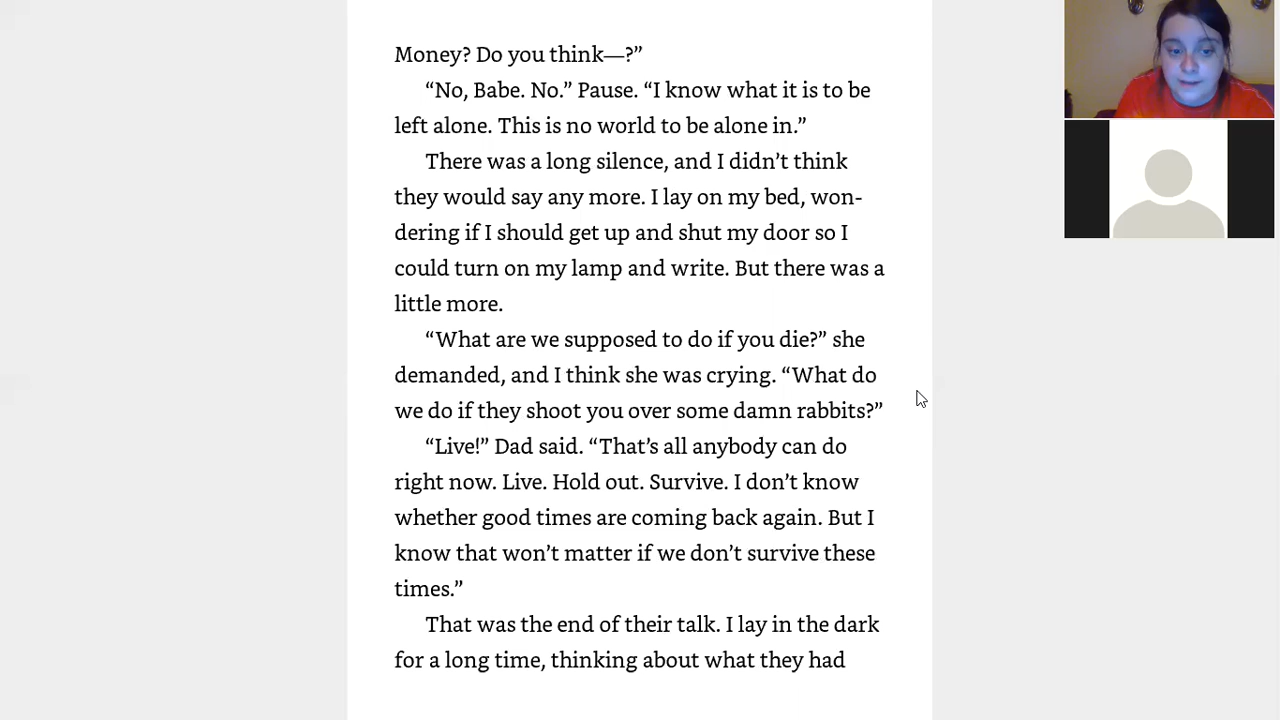 Money? Do you think—?”
“No, Babe. No.” Pause. “I know what it is to be
left alone. This is no world to be alone in.”
There was a long silence, and I didn’t think
they would say any more. I lay on my bed, won-
dering if I should get up and shut my door so I
could turn on my lamp and write. But there was a
little more.
“What are we supposed to do if you die?” she
demanded, and I think she was crying. “What do
we do if they shoot you over some damn rabbits?”
“Live!” Dad said. “That’s all anybody can do
right now. Live. Hold out. Survive. I don’t know
whether good times are coming back again. But I
know that won’t matter if we don’t survive these
times.”
That was the end of their talk. I lay in the dark
for a long time, thinking about what they had